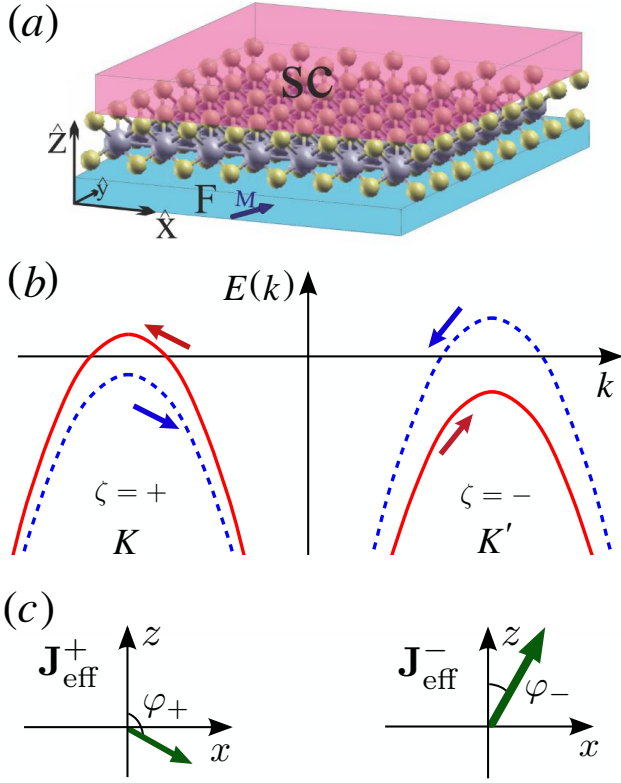 (a)
SC
ẑ
ŷ
x̂
F
M
(b)
E(k)
k
ζ = +
K
ζ = −
K′
(c)
J⁺eff
z
φ₊
x
J⁻eff
z
φ₋
x